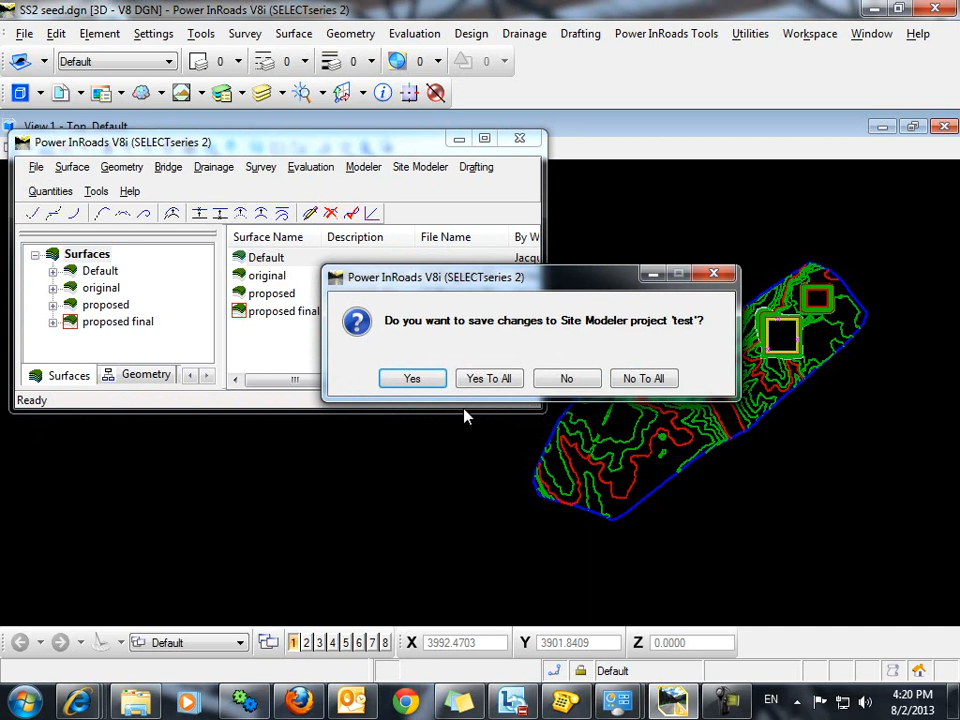 SS2 seed.dgn [3D - V8 DGN] - Power InRoads V8i (SELECTseries 2)
File Edit Element Settings Tools Survey Surface Geometry Evaluation Design Drainage Drafting Power InRoads Tools Utilities Workspace Window Help
Default 0 0 0 0 0
View 1 - Top, Default
Power InRoads V8i (SELECTseries 2)
File Surface Geometry Bridge Drainage Survey Evaluation Modeler Site Modeler Drafting
Quantities Tools Help
Surfaces
Default
original
proposed
proposed final
Surfaces Geometry
Surface Name Description File Name By W
Default Jacqu
original
proposed
proposed final
Ready
Power InRoads V8i (SELECTseries 2)
Do you want to save changes to Site Modeler project 'test'?
Yes Yes To All No No To All
Default 1 2 3 4 5 6 7 8 X 3992.4703 Y 3901.8409 Z 0.0000
Default
EN 4:20 PM
8/2/2013